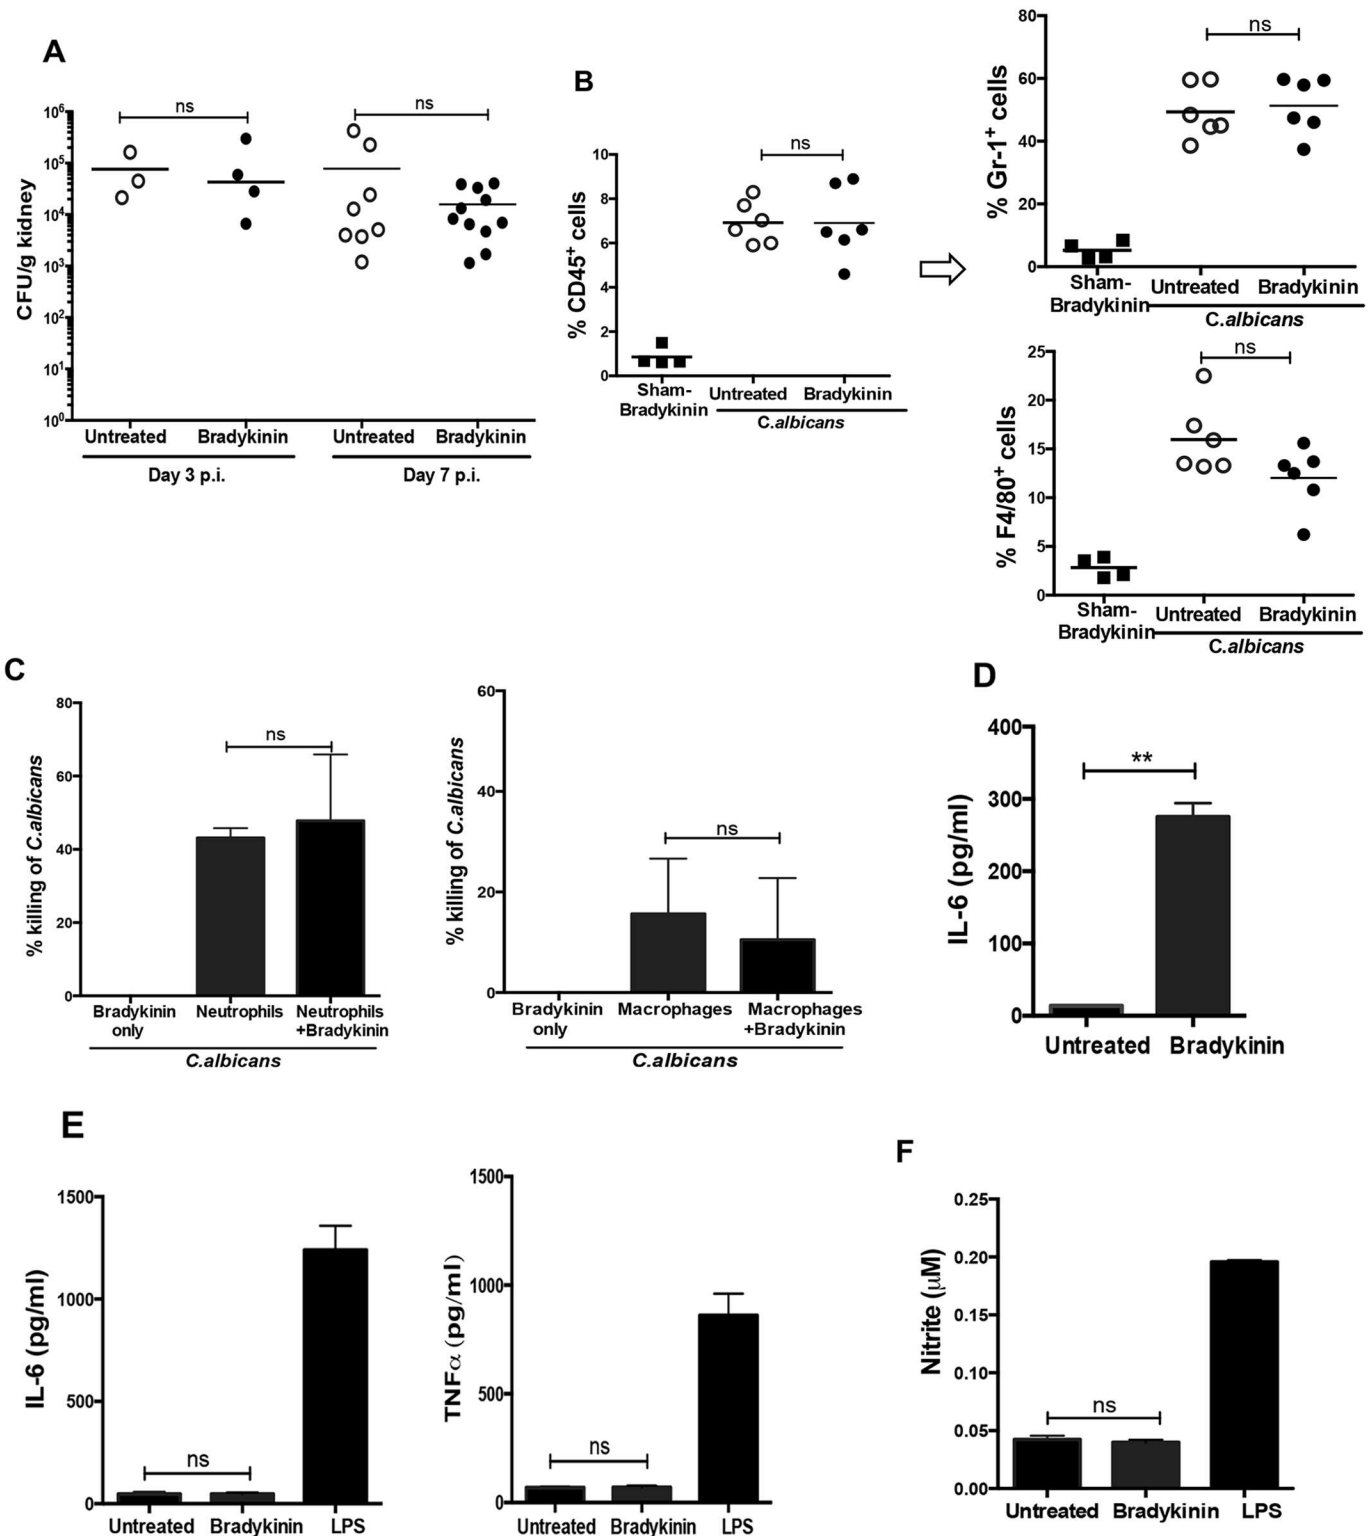 A
ns
ns
10⁶
10⁵
10⁴
10³
10²
10¹
10⁰
CFU/g kidney
Untreated
Bradykinin
Untreated
Bradykinin
Day 3 p.i.
Day 7 p.i.
B
ns
10
8
6
4
2
0
% CD45⁺ cells
Sham-
Bradykinin
Untreated
Bradykinin
C.albicans
ns
80
60
40
20
0
% Gr-1⁺ cells
Sham-
Bradykinin
Untreated
Bradykinin
C.albicans
ns
25
20
15
10
5
0
% F4/80⁺ cells
Sham-
Bradykinin
Untreated
Bradykinin
C.albicans
C
ns
80
60
40
20
0
% killing of C.albicans
Bradykinin
only
Neutrophils
Neutrophils
+Bradykinin
C.albicans
ns
60
40
20
0
% killing of C.albicans
Bradykinin
only
Macrophages
Macrophages
+Bradykinin
C.albicans
D
**
400
300
200
100
0
IL-6 (pg/ml)
Untreated
Bradykinin
E
ns
1500
1000
500
0
IL-6 (pg/ml)
Untreated
Bradykinin
LPS
ns
1500
1000
500
0
TNFα (pg/ml)
Untreated
Bradykinin
LPS
F
ns
0.25
0.20
0.15
0.10
0.05
0.00
Nitrite (μM)
Untreated
Bradykinin
LPS